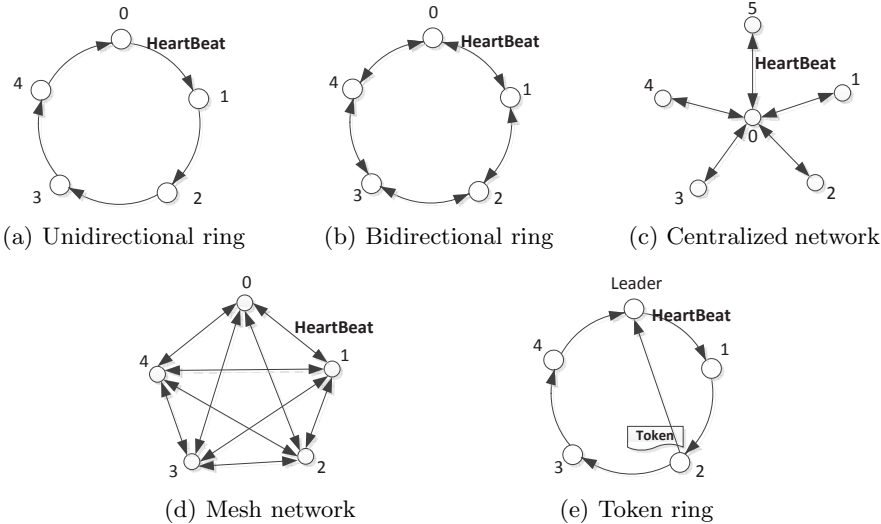 0
HeartBeat
4
1
3
2
(a) Unidirectional ring
0
HeartBeat
4
1
3
2
(b) Bidirectional ring
5
HeartBeat
4
1
0
3
2
(c) Centralized network
0
HeartBeat
4
1
3
2
(d) Mesh network
Leader
HeartBeat
4
1
Token
3
2
(e) Token ring